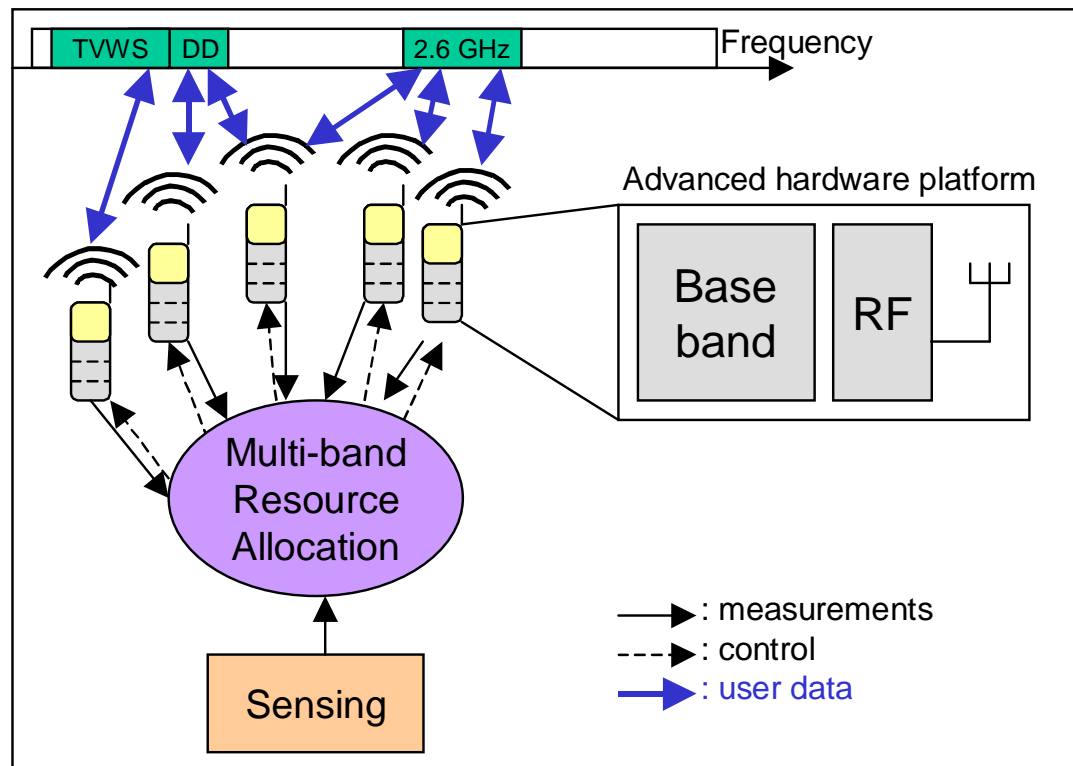 TVWS DD 2.6 GHz Frequency
Advanced hardware platform
Base
band
RF
Multi-band
Resource
Allocation
Sensing
: measurements
: control
: user data